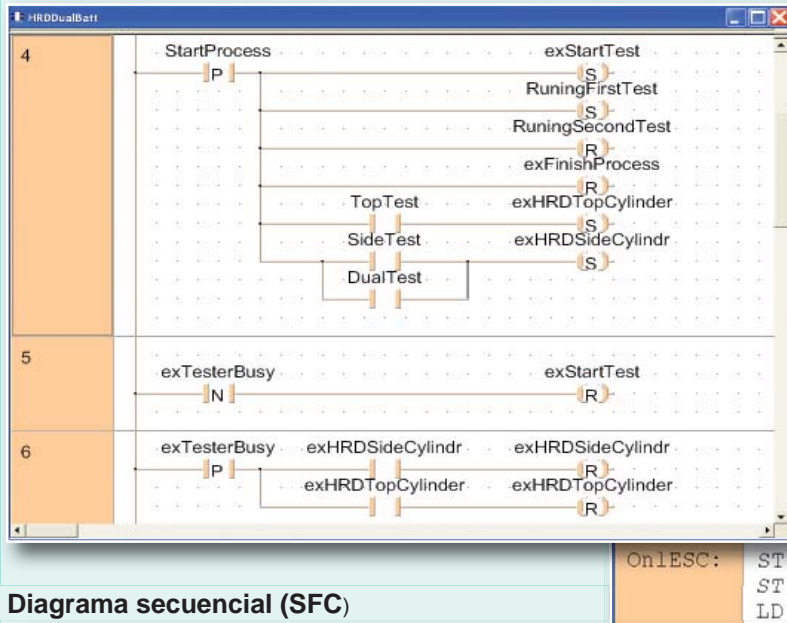 HRDDualBatt
4
StartProcess exStartTest
P S
RuningFirstTest
S
RuningSecondTest
R
exFinishProcess
R
TopTest exHRDTopCylinder
S
SideTest exHRDSideCylindr
S
DualTest
5
exTesterBusy exStartTest
N R
6
exTesterBusy exHRDSideCylindr exHRDSideCylindr
P R
exHRDTopCylinder exHRDTopCylinder
R
OnlESC: ST
ST
LD
Diagrama secuencial (SFC)